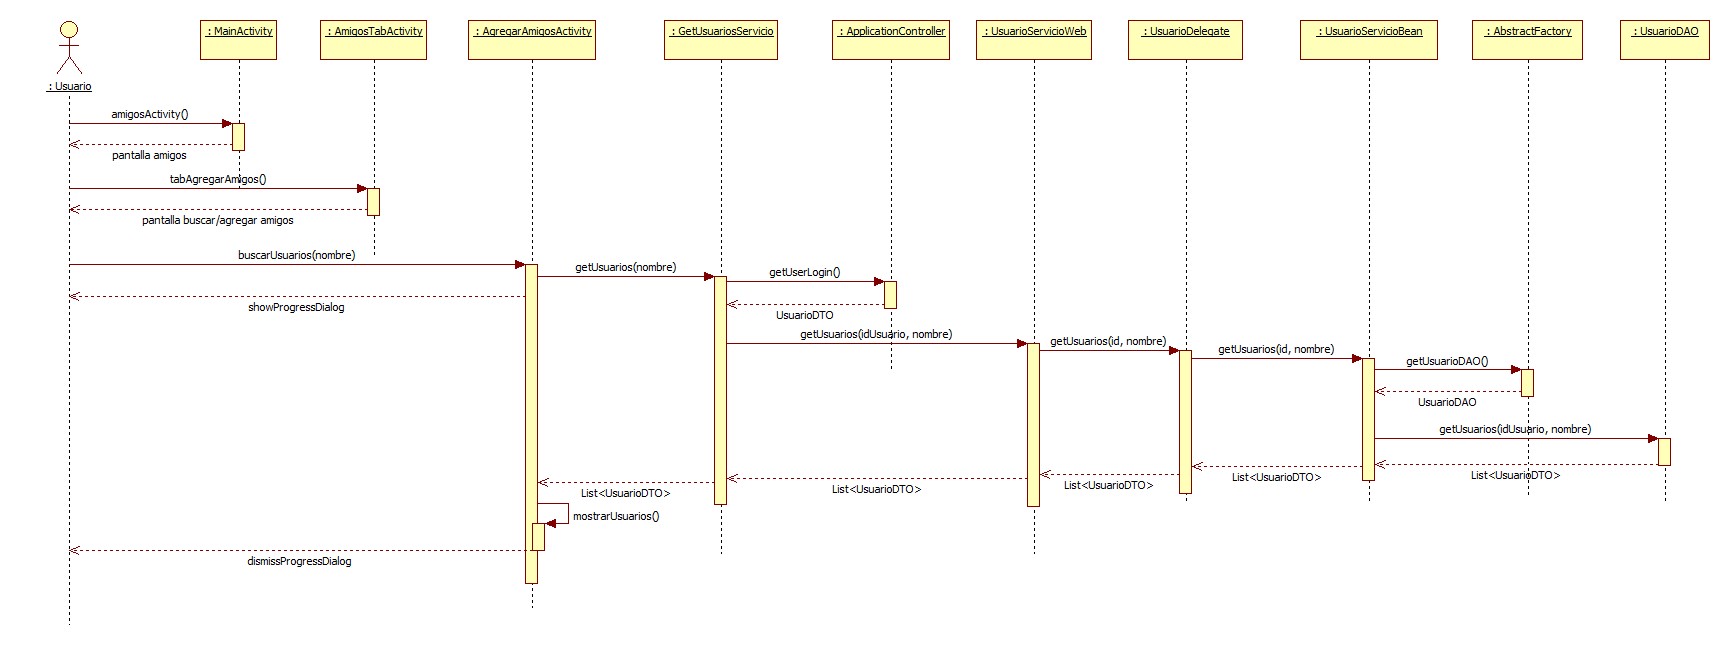 : MainActivity
: AmigosTabActivity
: AgregarAmigosActivity
: GetUsuariosServicio
: ApplicationController
: UsuarioServicioWeb
: UsuarioDelegate
: UsuarioServicioBean
: AbstractFactory
: UsuarioDAO
: Usuario
amigosActivity()
pantalla amigos
tabAgregarAmigos()
pantalla buscar/agregar amigos
buscarUsuarios(nombre)
getUsuarios(nombre)
getUserLogin()
showProgressDialog
UsuarioDTO
getUsuarios(idUsuario, nombre)
getUsuarios(id, nombre)
getUsuarios(id, nombre)
getUsuarioDAO()
UsuarioDAO
getUsuarios(idUsuario, nombre)
List<UsuarioDTO>
List<UsuarioDTO>
List<UsuarioDTO>
List<UsuarioDTO>
List<UsuarioDTO>
mostrarUsuarios()
dismissProgressDialog